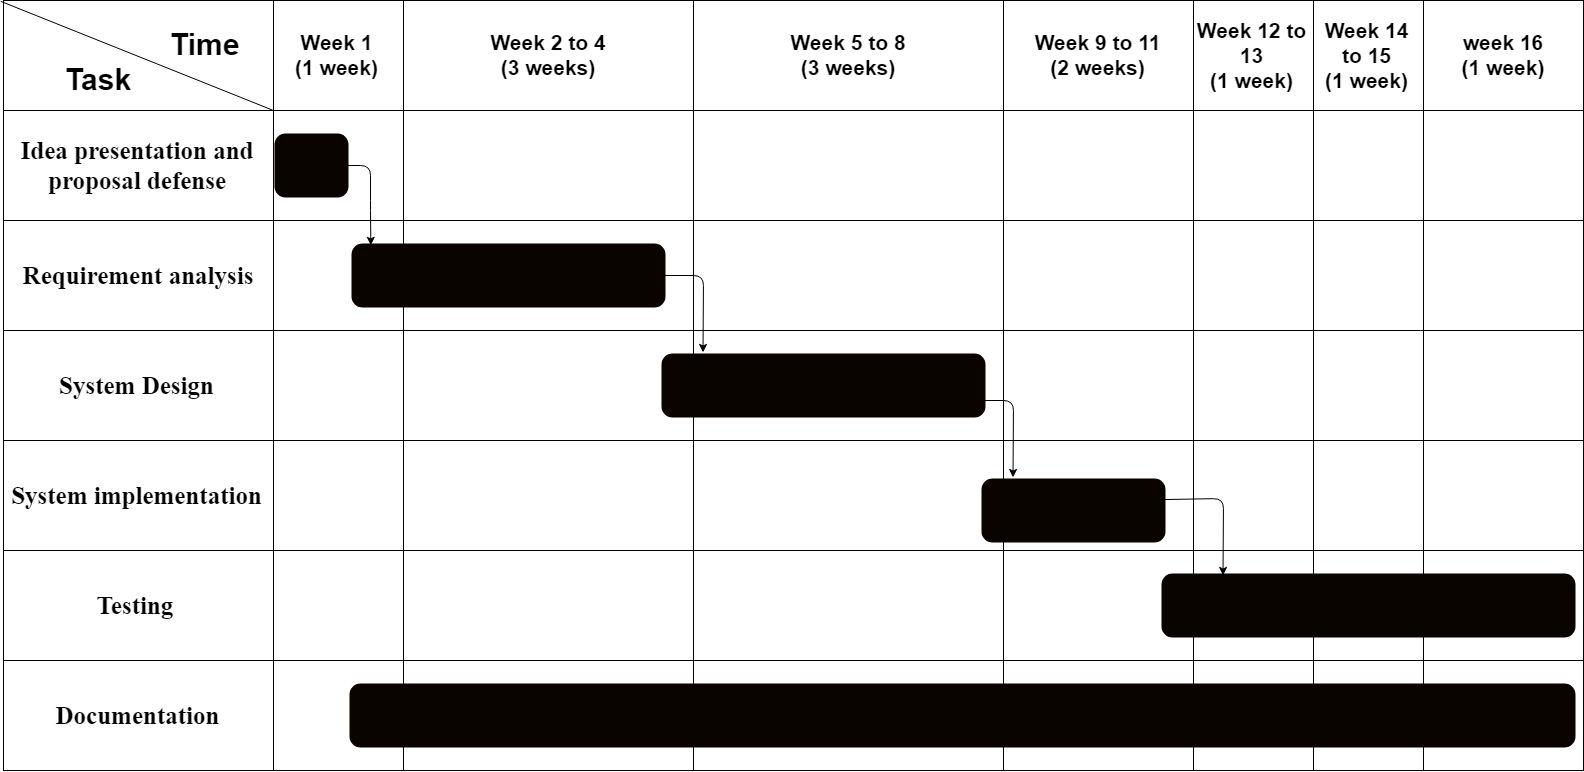 Time
Task
Week 1
(1 week)
Week 2 to 4
(3 weeks)
Week 5 to 8
(3 weeks)
Week 9 to 11
(2 weeks)
Week 12 to
13
(1 week)
Week 14
to 15
(1 week)
week 16
(1 week)
Idea presentation and
proposal defense
Requirement analysis
System Design
System implementation
Testing
Documentation